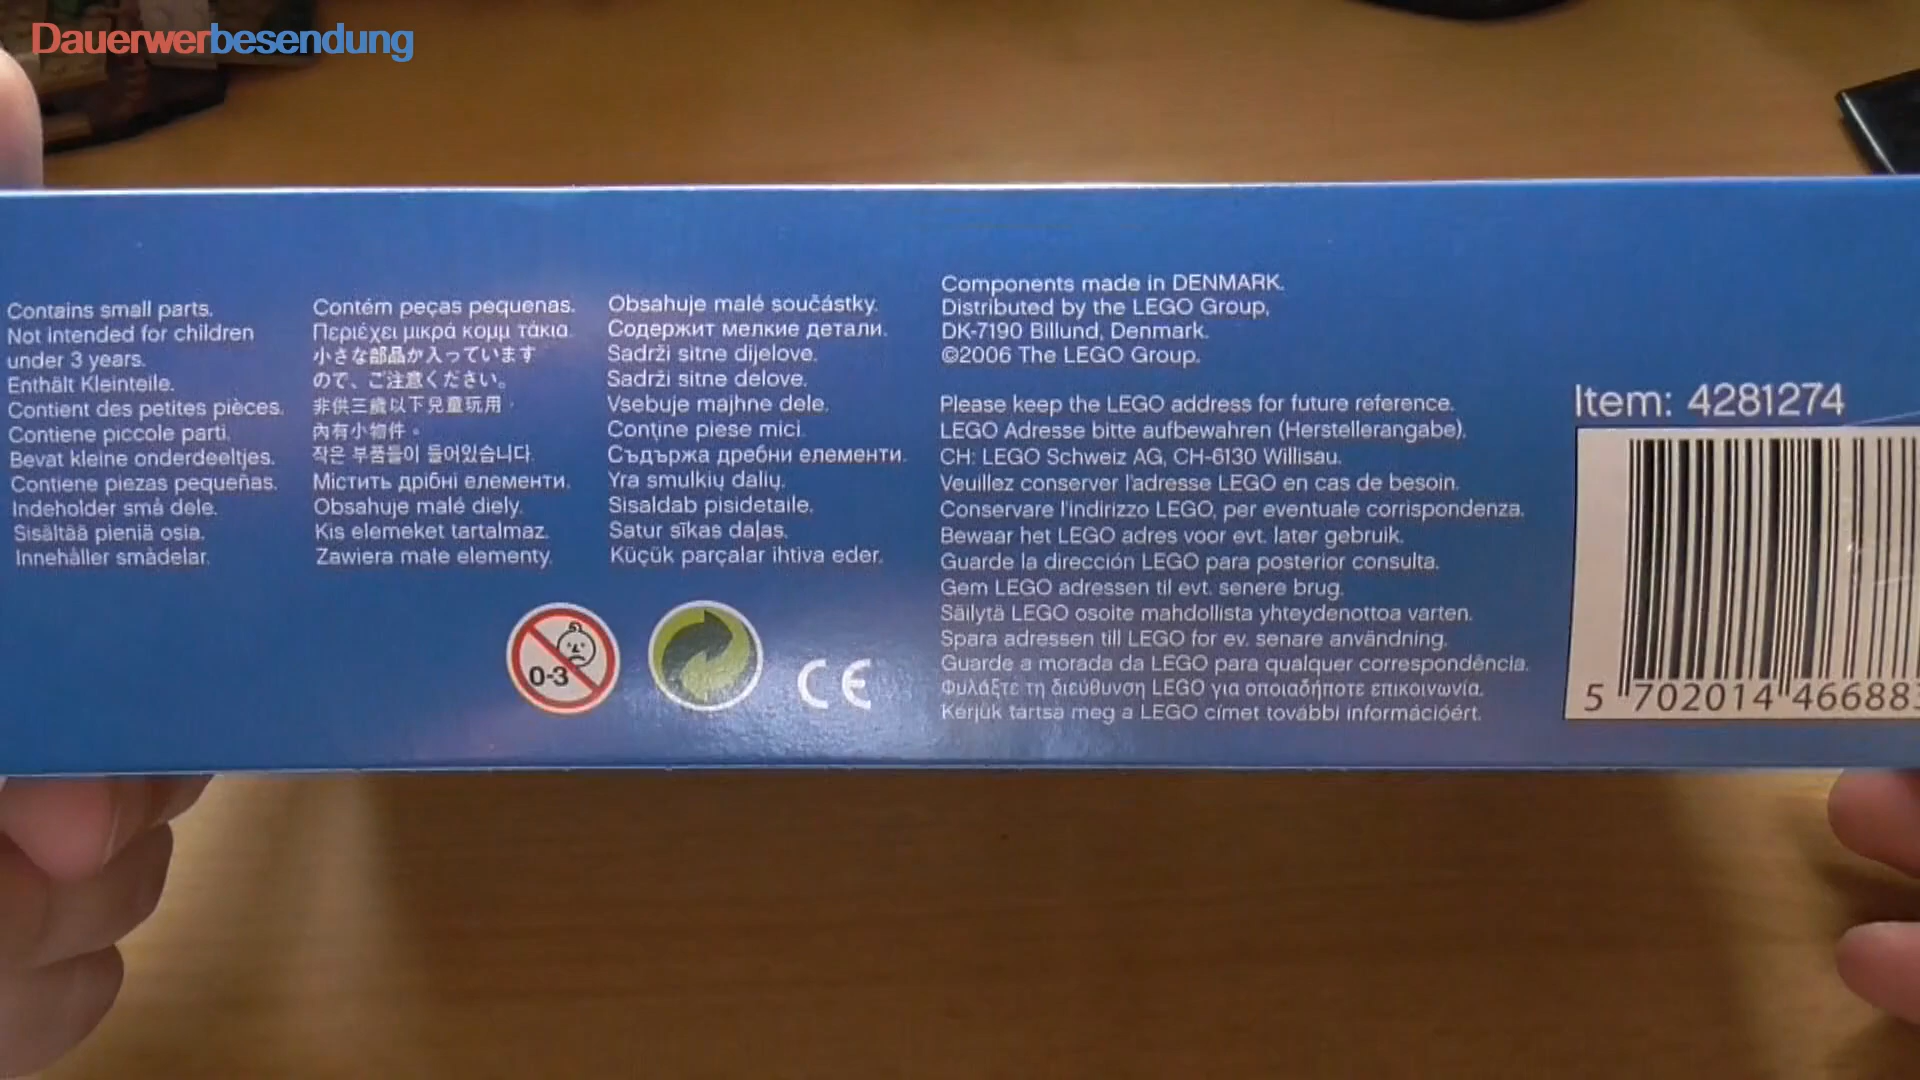 Dauerwerbesendung
Contains small parts.
Not intended for children
under 3 years.
Enthält Kleinteile.
Contient des petites pièces.
Contiene piccole parti.
Bevat kleine onderdeeltjes.
Contiene piezas pequeñas.
Indeholder små dele.
Sisältää pieniä osia.
Innehåller smådelar.
Contém peças pequenas.
Περιέχει μικρά κομμ τάκια.
小さな部品が入っています
ので、ご注意ください。
非供三歲以下兒童玩用。
內有小物件。
작은 부품들이 들어있습니다.
Містить дрібні елементи.
Obsahuje malé diely.
Kis elemeket tartalmaz.
Zawiera małe elementy.
Obsahuje malé součástky.
Содержит мелкие детали.
Sadrži sitne dijelove.
Sadrži sitne delove.
Vsebuje majhne dele.
Conţine piese mici.
Съдържа дребни елементи.
Yra smulkių dalių.
Sisaldab pisidetaile.
Satur sīkas daļas.
Küçük parçalar ihtiva eder.
0-3
CE
Components made in DENMARK.
Distributed by the LEGO Group,
DK-7190 Billund, Denmark.
©2006 The LEGO Group.
Please keep the LEGO address for future reference.
LEGO Adresse bitte aufbewahren (Herstellerangabe).
CH: LEGO Schweiz AG, CH-6130 Willisau.
Veuillez conserver l'adresse LEGO en cas de besoin.
Conservare l'indirizzo LEGO, per eventuale corrispondenza.
Bewaar het LEGO adres voor evt. later gebruik.
Guarde la dirección LEGO para posterior consulta.
Gem LEGO adressen til evt. senere brug.
Säilytä LEGO osoite mahdollista yhteydenottoa varten.
Spara adressen till LEGO for ev. senare användning.
Guarde a morada da LEGO para qualquer correspondência.
Φυλάξτε τη διεύθυνση LEGO για οποιαδήποτε επικοινωνία.
Kérjük tartsa meg a LEGO címet további információért.
Item: 4281274
5 702014 466883